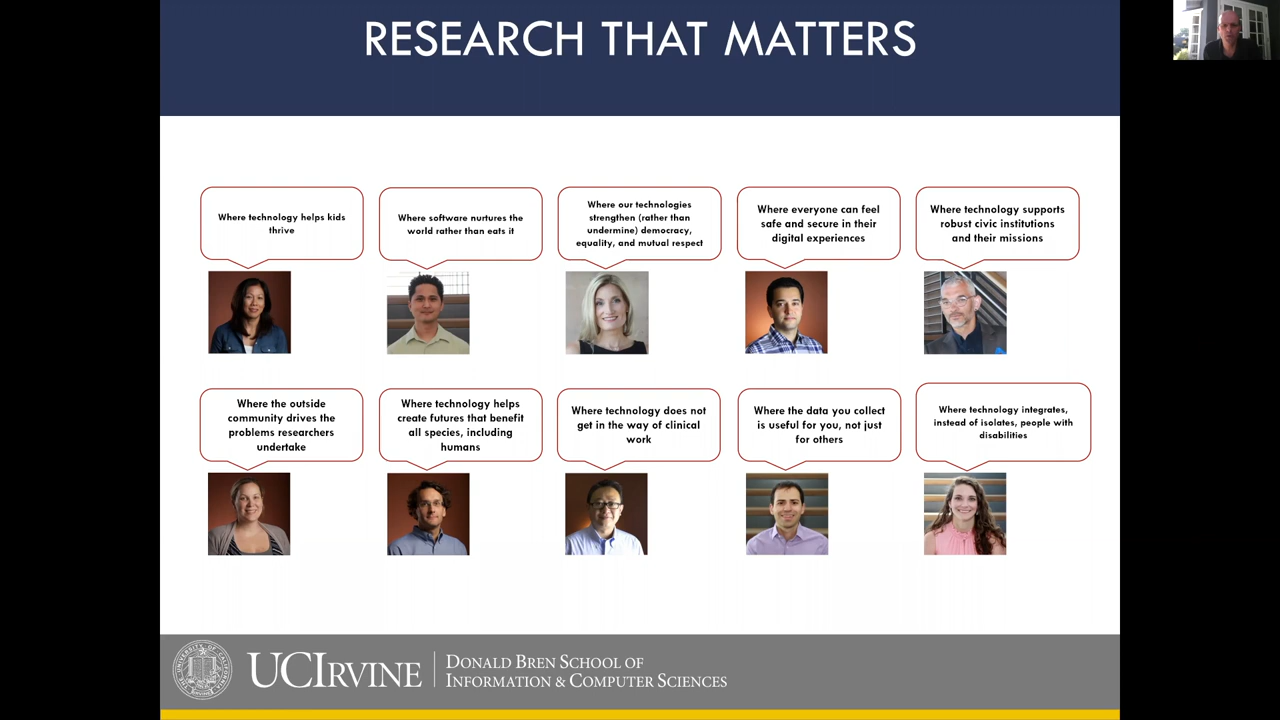 RESEARCH THAT MATTERS
Where technology helps kids
thrive
Where software nurtures the
world rather than eats it
Where our technologies
strengthen (rather than
undermine) democracy,
equality, and mutual respect
Where everyone can feel
safe and secure in their
digital experiences
Where technology supports
robust civic institutions
and their missions
Where the outside
community drives the
problems researchers
undertake
Where technology helps
create futures that benefit
all species, including
humans
Where technology does not
get in the way of clinical
work
Where the data you collect
is useful for you, not just
for others
Where technology integrates,
instead of isolates, people with
disabilities
UCIRVINE
DONALD BREN SCHOOL OF
INFORMATION & COMPUTER SCIENCES